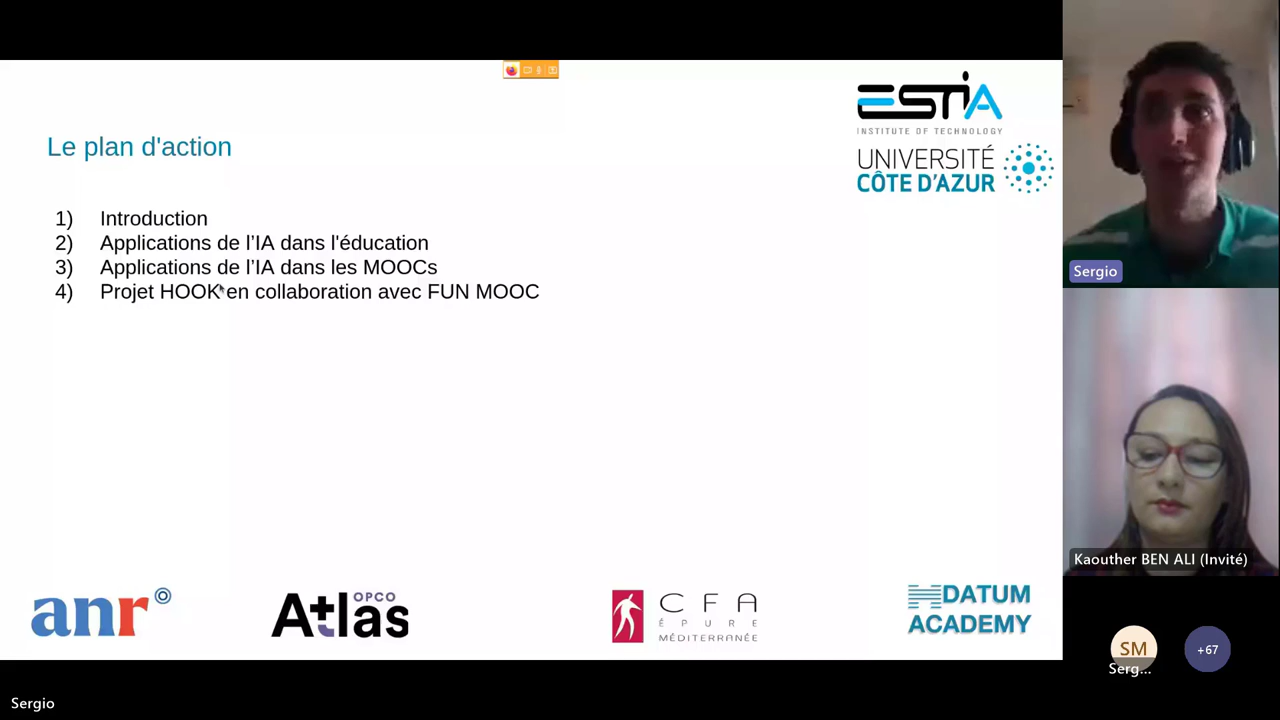 ESTIA
INSTITUTE OF TECHNOLOGY
UNIVERSITÉ
CÔTE D'AZUR
Le plan d'action
1) Introduction
2) Applications de l’IA dans l'éducation
3) Applications de l’IA dans les MOOCs
4) Projet HOOK en collaboration avec FUN MOOC
Sergio
Kaouther BEN ALI (Invité)
anr
OPCO
Atlas
CFA
ÉPURE
MÉDITERRANÉE
DATUM
ACADEMY
SM
Serg...
+67
Sergio